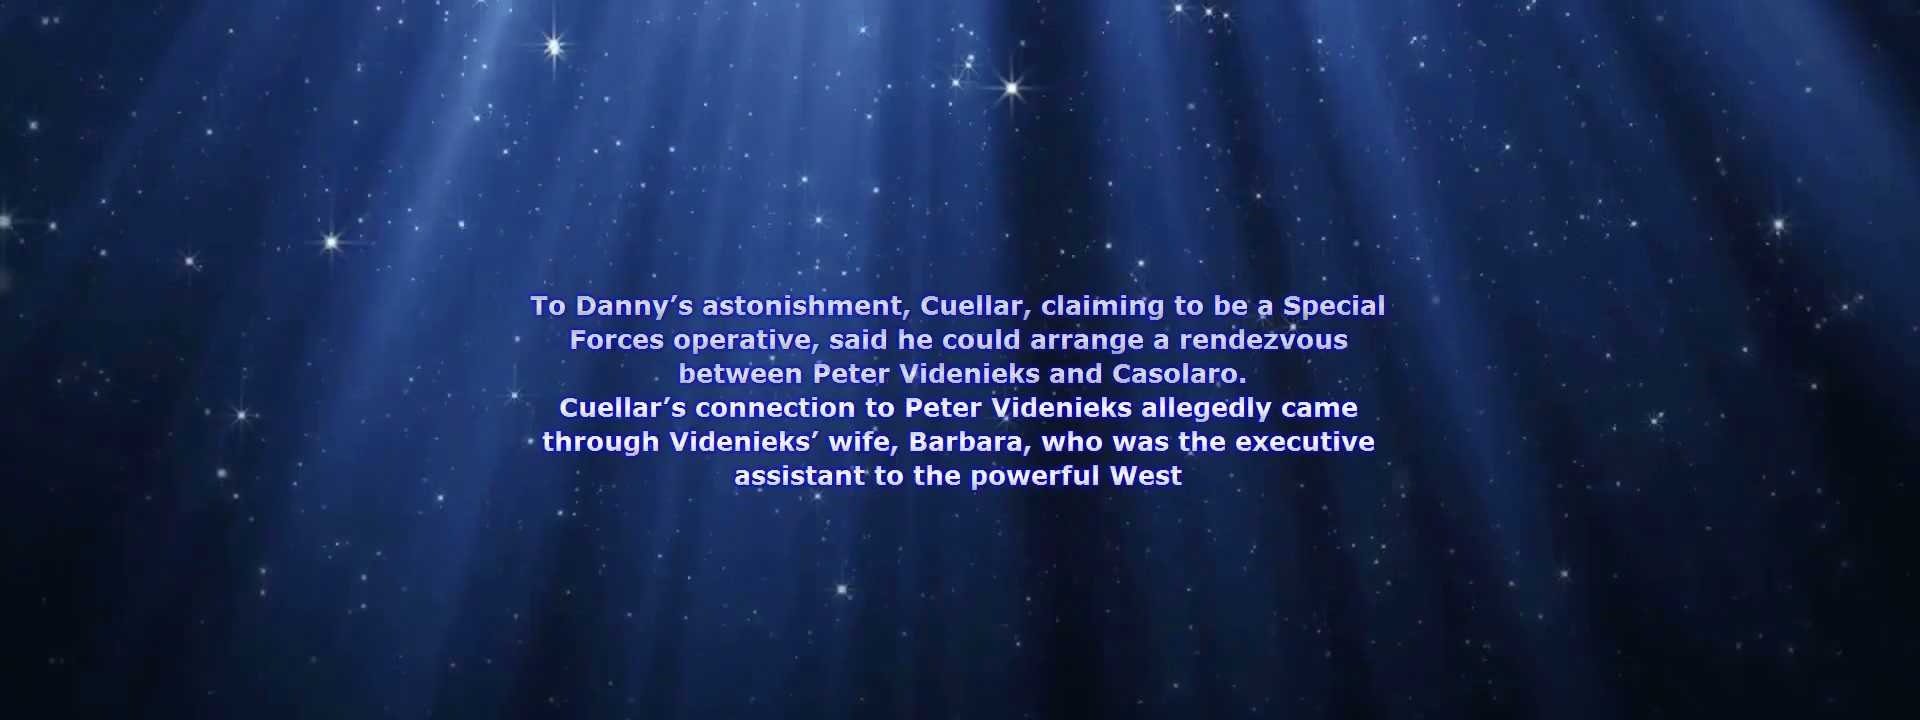 To Danny’s astonishment, Cuellar, claiming to be a Special
Forces operative, said he could arrange a rendezvous
between Peter Videnieks and Casolaro.
Cuellar’s connection to Peter Videnieks allegedly came
through Videnieks’ wife, Barbara, who was the executive
assistant to the powerful West